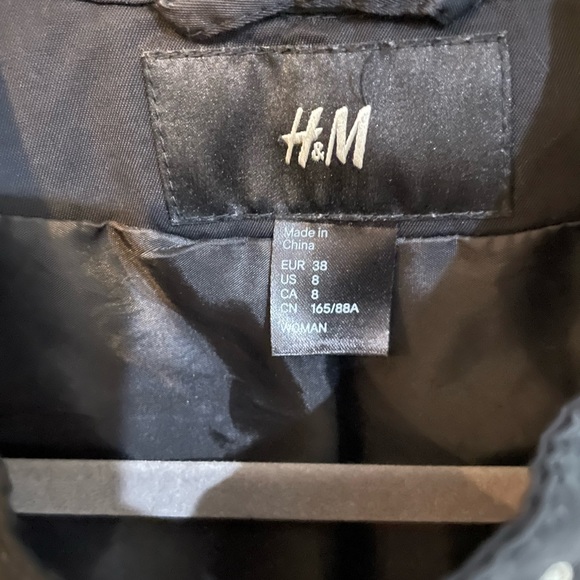 H&M
Made in
China
EUR 38
US 8
CA 8
CN 165/88A
WOMAN